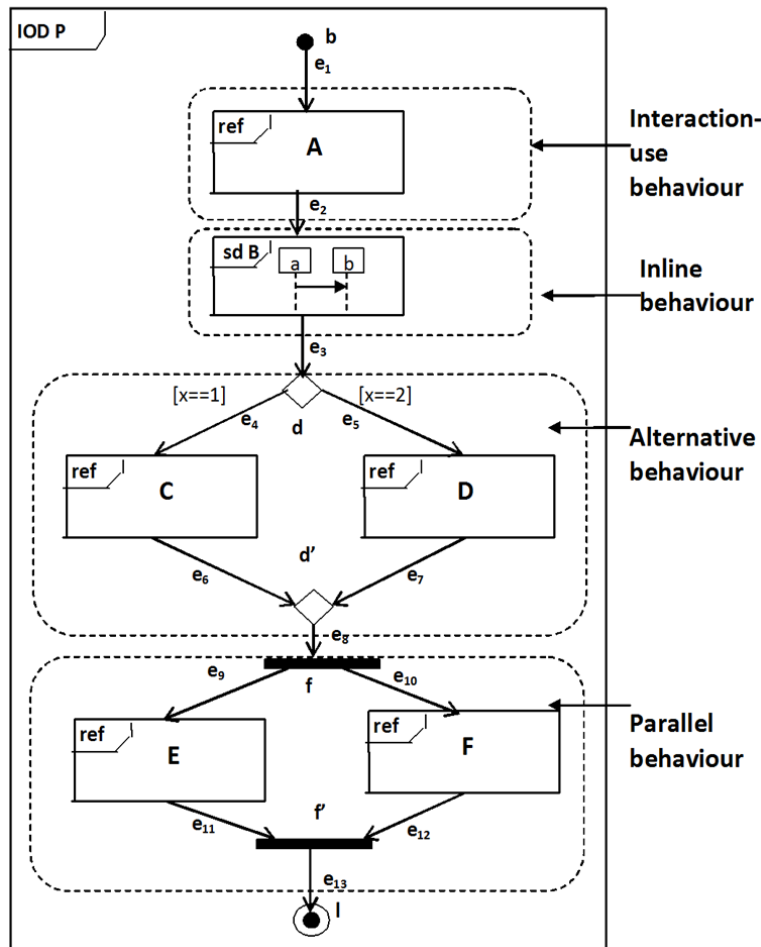 IOD P
b
e1
ref
A
Interaction-
use
behaviour
e2
sd B
a
b
Inline
behaviour
e3
[x==1]
[x==2]
e4
d
e5
Alternative
behaviour
ref
C
ref
D
d’
e6
e7
e8
e9
f
e10
ref
E
ref
F
Parallel
behaviour
f’
e11
e12
e13
l